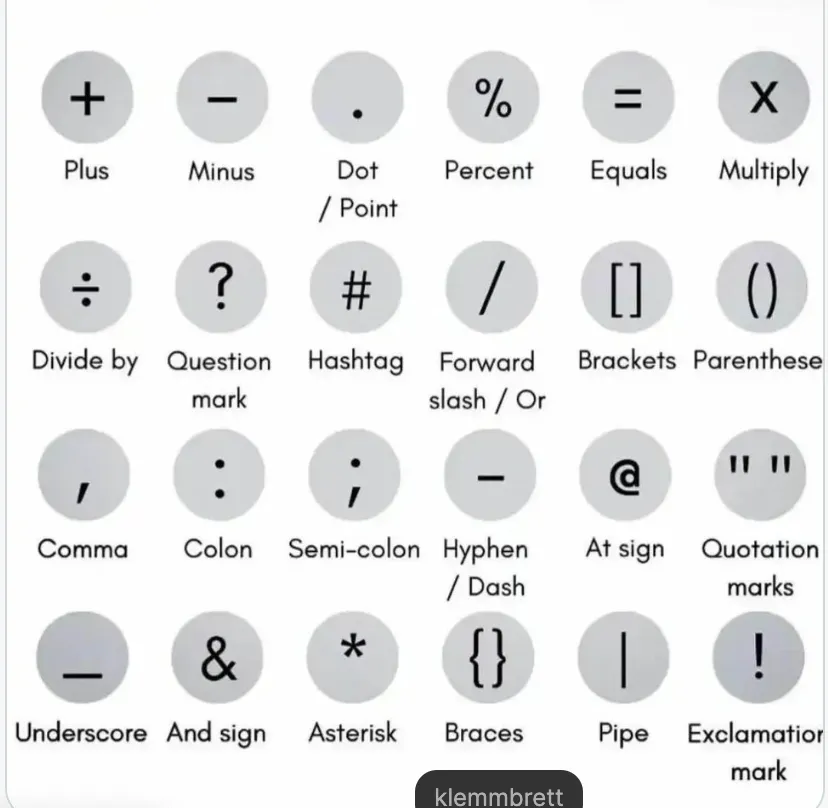 + − . % = x
Plus Minus Dot Percent Equals Multiply
/ Point
÷ ? # / [] ()
Divide by Question Hashtag Forward Brackets Parenthese
mark slash / Or
, : ; – @ " "
Comma Colon Semi-colon Hyphen At sign Quotation
/ Dash marks
_ & * {} | !
Underscore And sign Asterisk Braces Pipe Exclamation
mark
klemmbrett